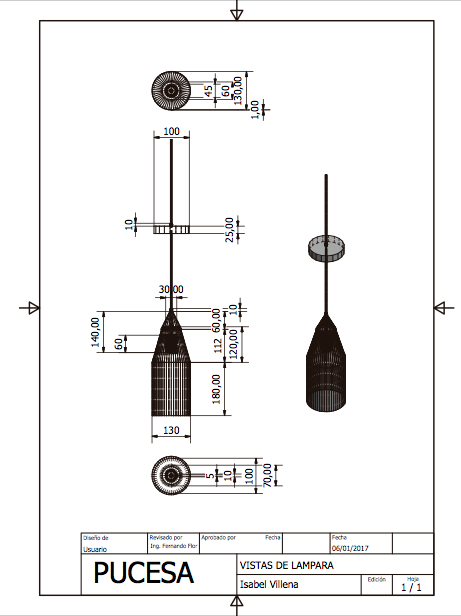 45
60
130,00
1,00
100
10
25,00
30,00
10
60,00
140,00
60
112
120,00
180,00
130
5
10
100
70,00
Diseño de
Usuario
Revisado por
Ing. Fernando Flor
Aprobado por
Fecha
Fecha
06/01/2017
PUCESA
VISTAS DE LAMPARA
Isabel Villena
Edición
Hoja
1 / 1